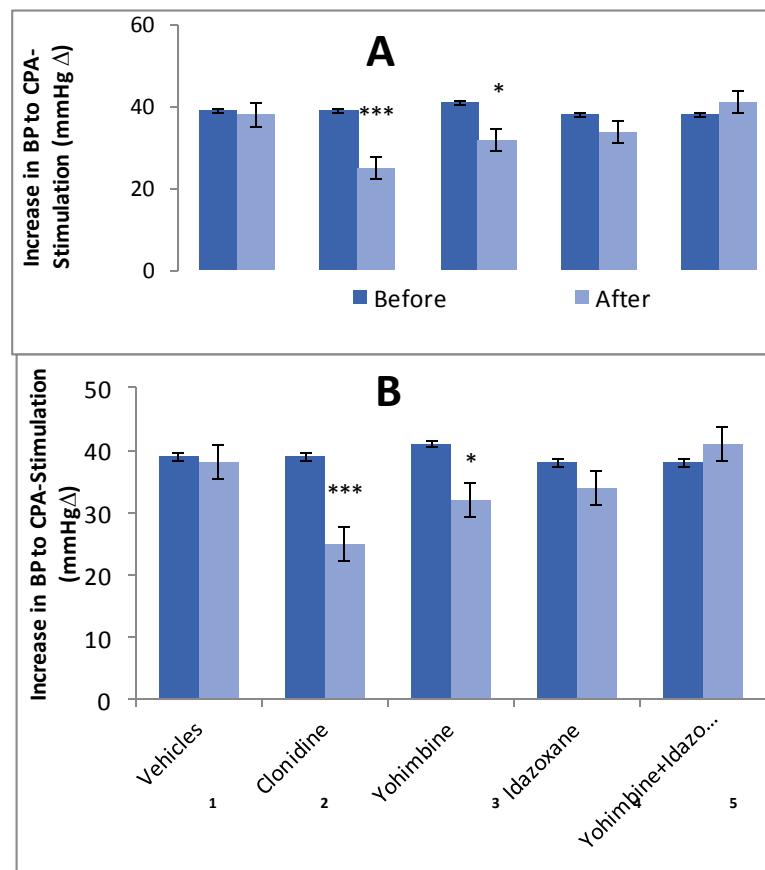 A
Increase in BP to CPA-
Stimulation (mmHg Δ)
60
40
20
0
***
*
Before
After
B
Increase in BP to CPA-Stimulation
(mmHgΔ)
50
40
30
20
10
0
***
*
Vehicles
Clonidine
Yohimbine
Idazoxane
Yohimbine+Idazo...
1
2
3
4
5